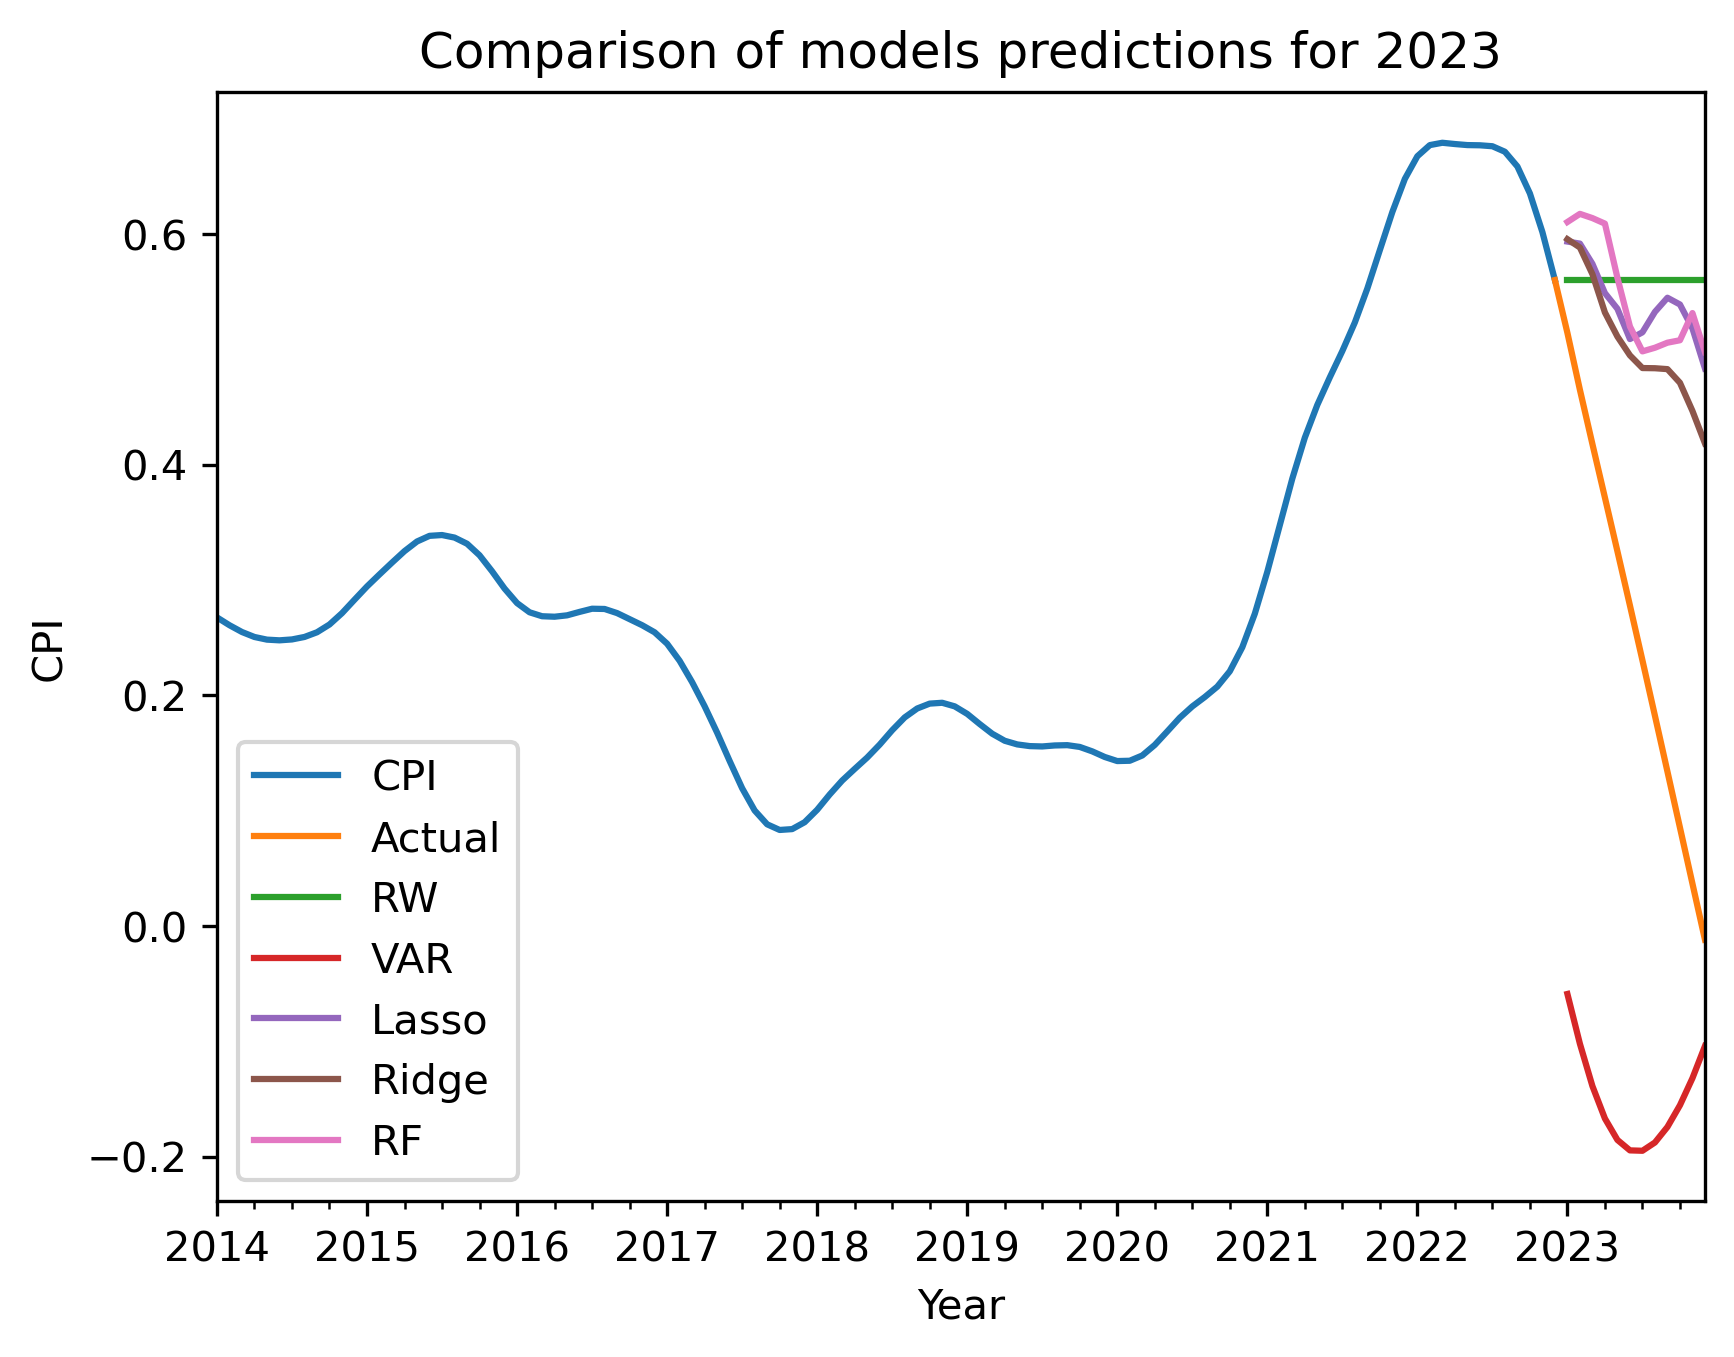 Comparison of models predictions for 2023
CPI
0.6
0.4
0.2
0.0
−0.2
CPI
Actual
RW
VAR
Lasso
Ridge
RF
2014 2015 2016 2017 2018 2019 2020 2021 2022 2023
Year